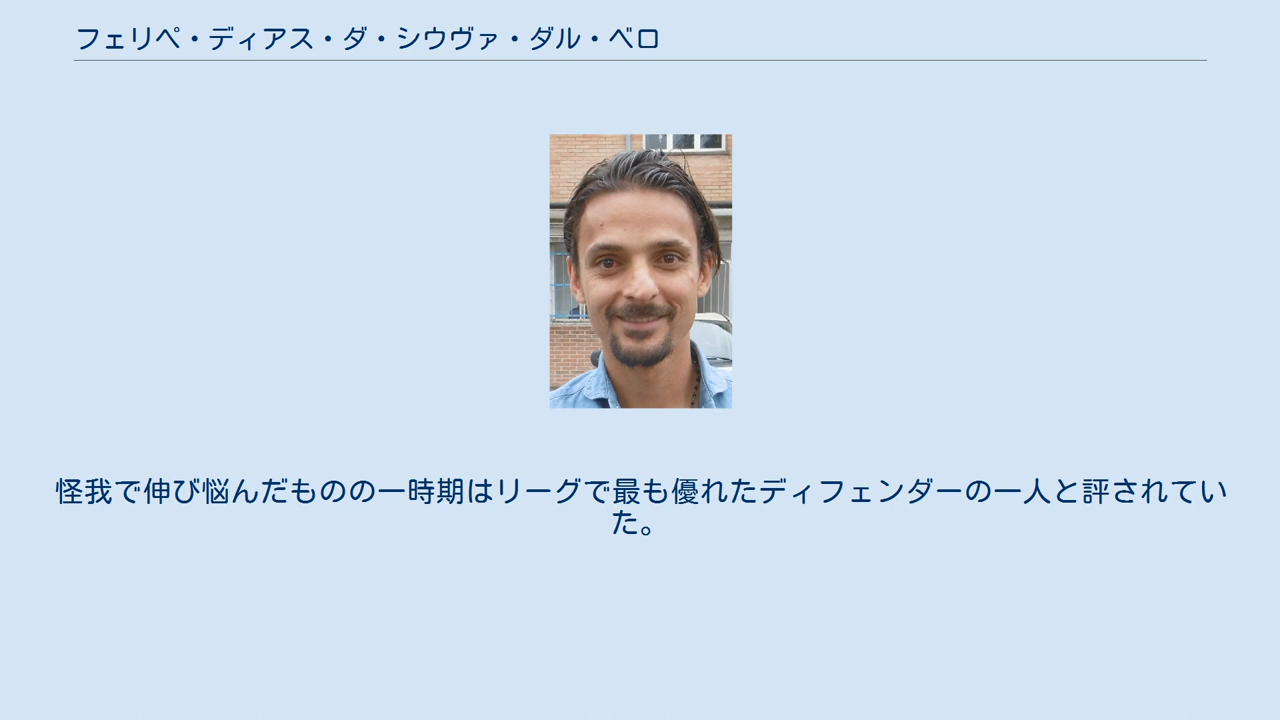 フェリペ・ディアス・ダ・シウヴァ・ダル・ベロ
怪我で伸び悩んだものの一時期はリーグで最も優れたディフェンダーの一人と評されてい
た。